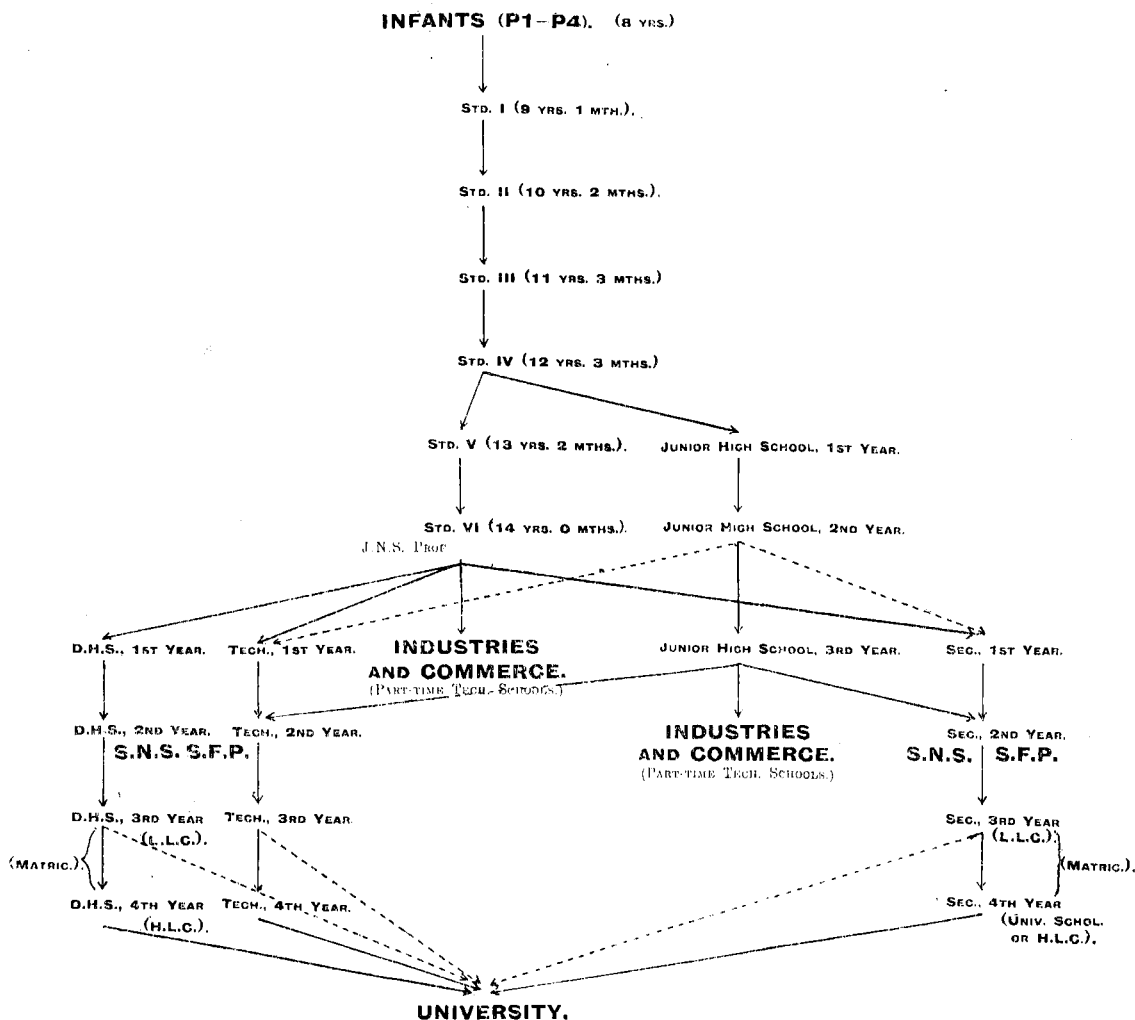 INFANTS (P1–P4). (8 YRS.)
STD. I (9 YRS. 1 MTH.).
STD. II (10 YRS. 2 MTHS.).
STD. III (11 YRS. 3 MTHS.)
STD. IV (12 YRS. 3 MTHS.)
STD. V (13 YRS. 2 MTHS.). JUNIOR HIGH SCHOOL, 1ST YEAR.
STD. VI (14 YRS. 0 MTHS.). JUNIOR HIGH SCHOOL, 2ND YEAR.
J.N.S. PROF
D.H.S., 1ST YEAR. TECH., 1ST YEAR. INDUSTRIES JUNIOR HIGH SCHOOL, 3RD YEAR. SEC., 1ST YEAR.
AND COMMERCE.
(PART-TIME TECH. SCHOOLS.)
D.H.S., 2ND YEAR. TECH., 2ND YEAR. INDUSTRIES SEC., 2ND YEAR.
S.N.S. S.F.P. AND COMMERCE. S.N.S. S.F.P.
(PART-TIME TECH. SCHOOLS.)
D.H.S., 3RD YEAR TECH., 3RD YEAR. SEC., 3RD YEAR
(L.L.C.). (L.L.C.).
(MATRIC.). (MATRIC.).
D.H.S., 4TH YEAR TECH., 4TH YEAR. SEC., 4TH YEAR
(H.L.C.). (UNIV. SCHOL.
OR H.L.C.).
UNIVERSITY.